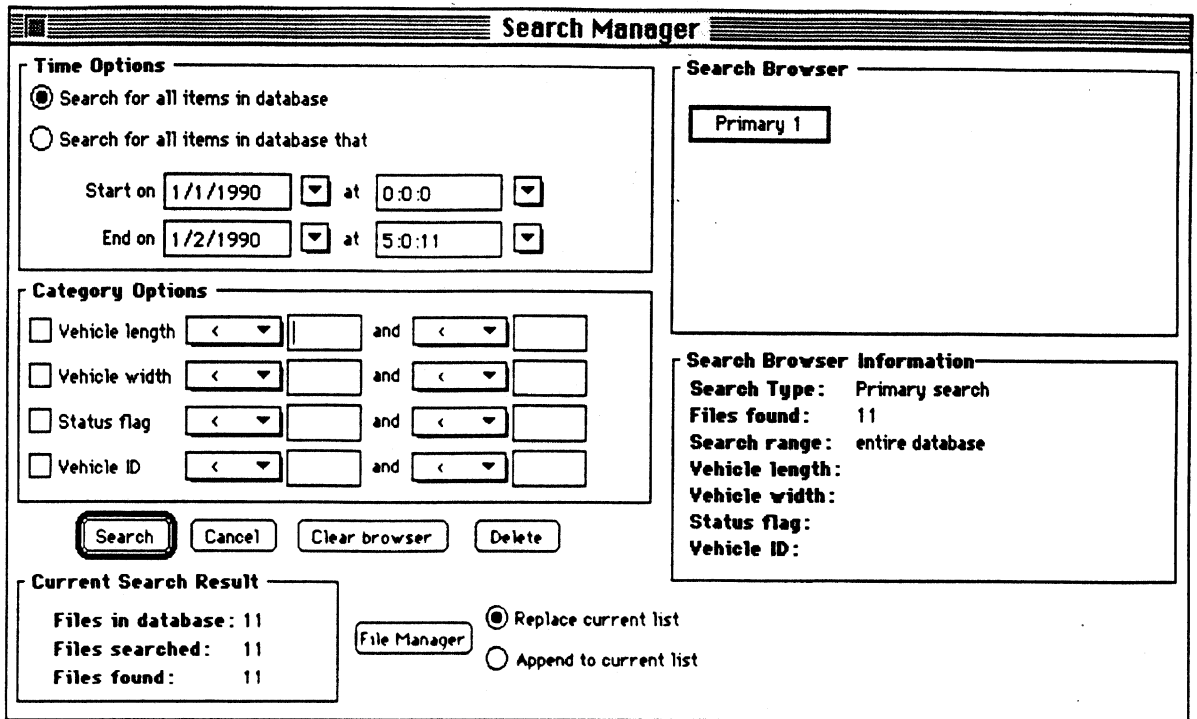 Search Manager
Time Options
Search for all items in database
Search for all items in database that
Start on 1/1/1990 at 0:0:0
End on 1/2/1990 at 5:0:11
Category Options
Vehicle length < and <
Vehicle width < and <
Status flag < and <
Vehicle ID < and <
Search Cancel Clear browser Delete
Current Search Result
Files in database: 11
Files searched: 11
Files found: 11
File Manager
Replace current list
Append to current list
Search Browser
Primary 1
Search Browser Information
Search Type: Primary search
Files found: 11
Search range: entire database
Vehicle length:
Vehicle width:
Status flag:
Vehicle ID: